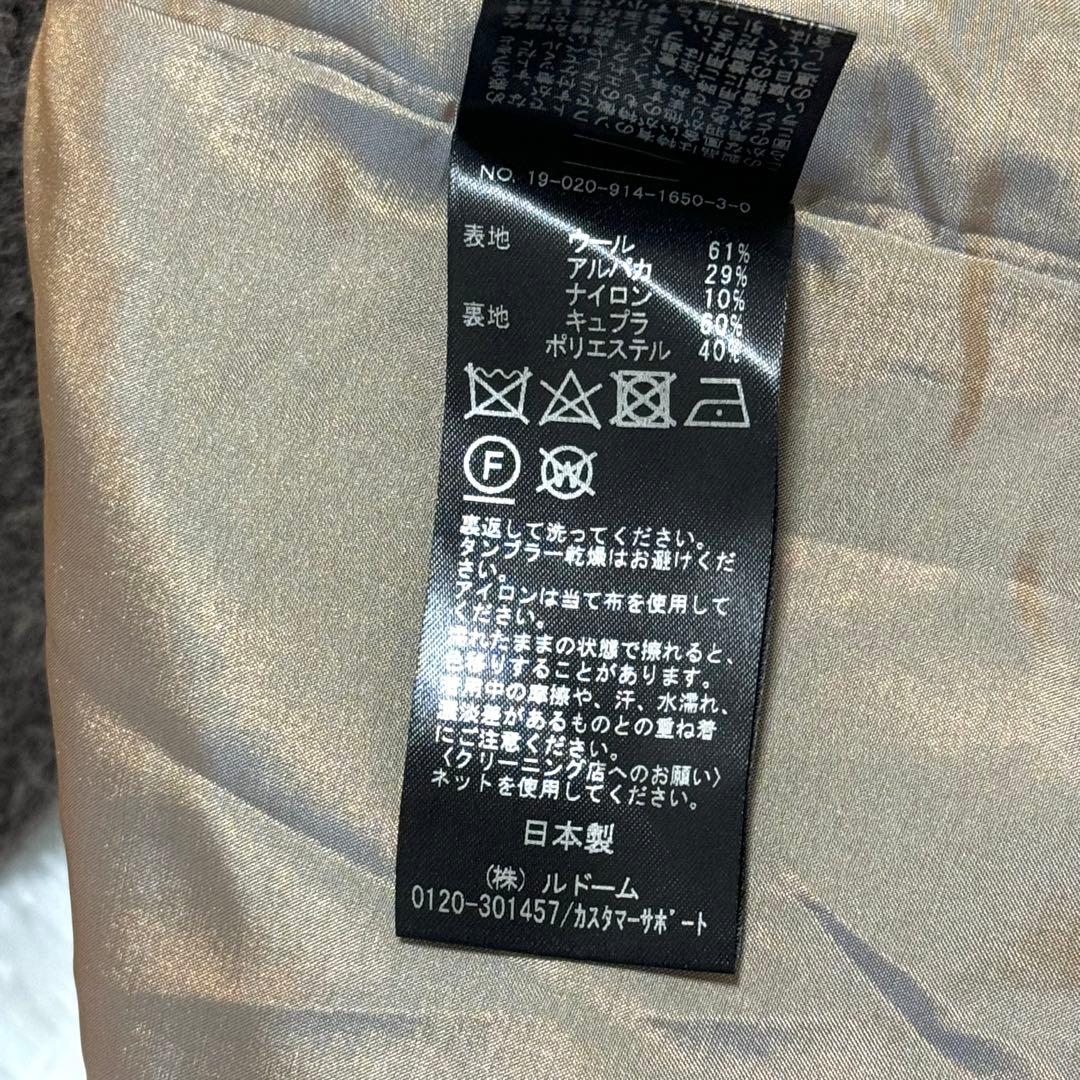 NO. 19-020-914-1650-3-0
表地 ウール 61%
アルパカ 29%
ナイロン 10%
裏地 キュプラ 60%
ポリエステル 40%
F W
裏返して洗ってください。
タンブラー乾燥はお避けくだ
さい。
アイロンは当て布を使用して
ください。
濡れたままの状態で擦れると、
色移りすることがあります。
着用中の摩擦や、汗、水濡れ、
濃淡差があるものとの重ね着
にご注意ください。
〈クリーニング店へのお願い〉
ネットを使用してください。
日本製
(株) ルドーム
0120-301457/カスタマーサポート